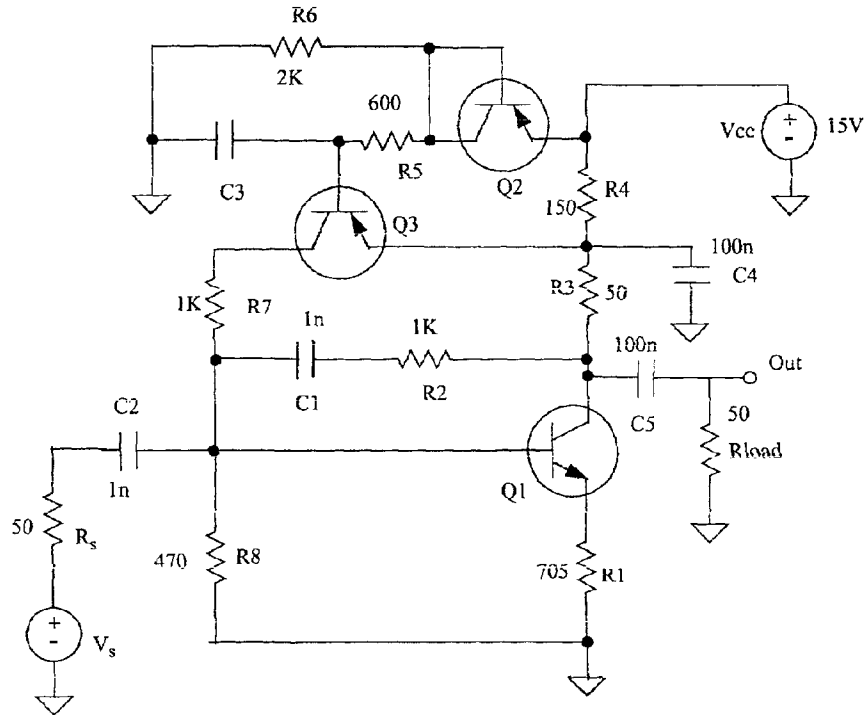 R6
2K
600
R5
Q2
Vcc
15V
C3
R4
150
Q3
100n
C4
R3
50
1K
R7
1n
1K
100n
Out
C1
R2
C5
50
C2
1n
Q1
Rload
50
Rs
470
R8
705
R1
Vs